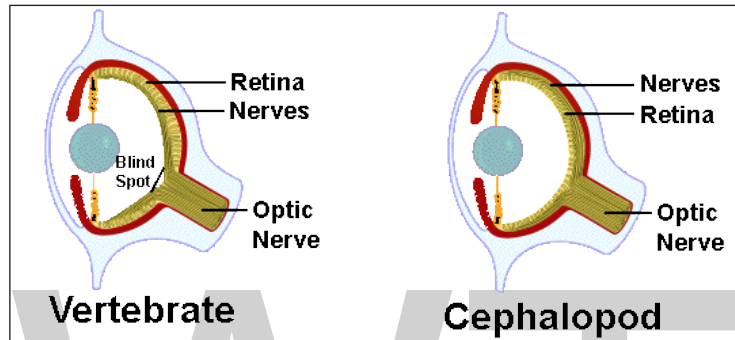 Retina
Nerves
Blind
Spot
Optic
Nerve
Vertebrate
Nerves
Retina
Optic
Nerve
Cephalopod